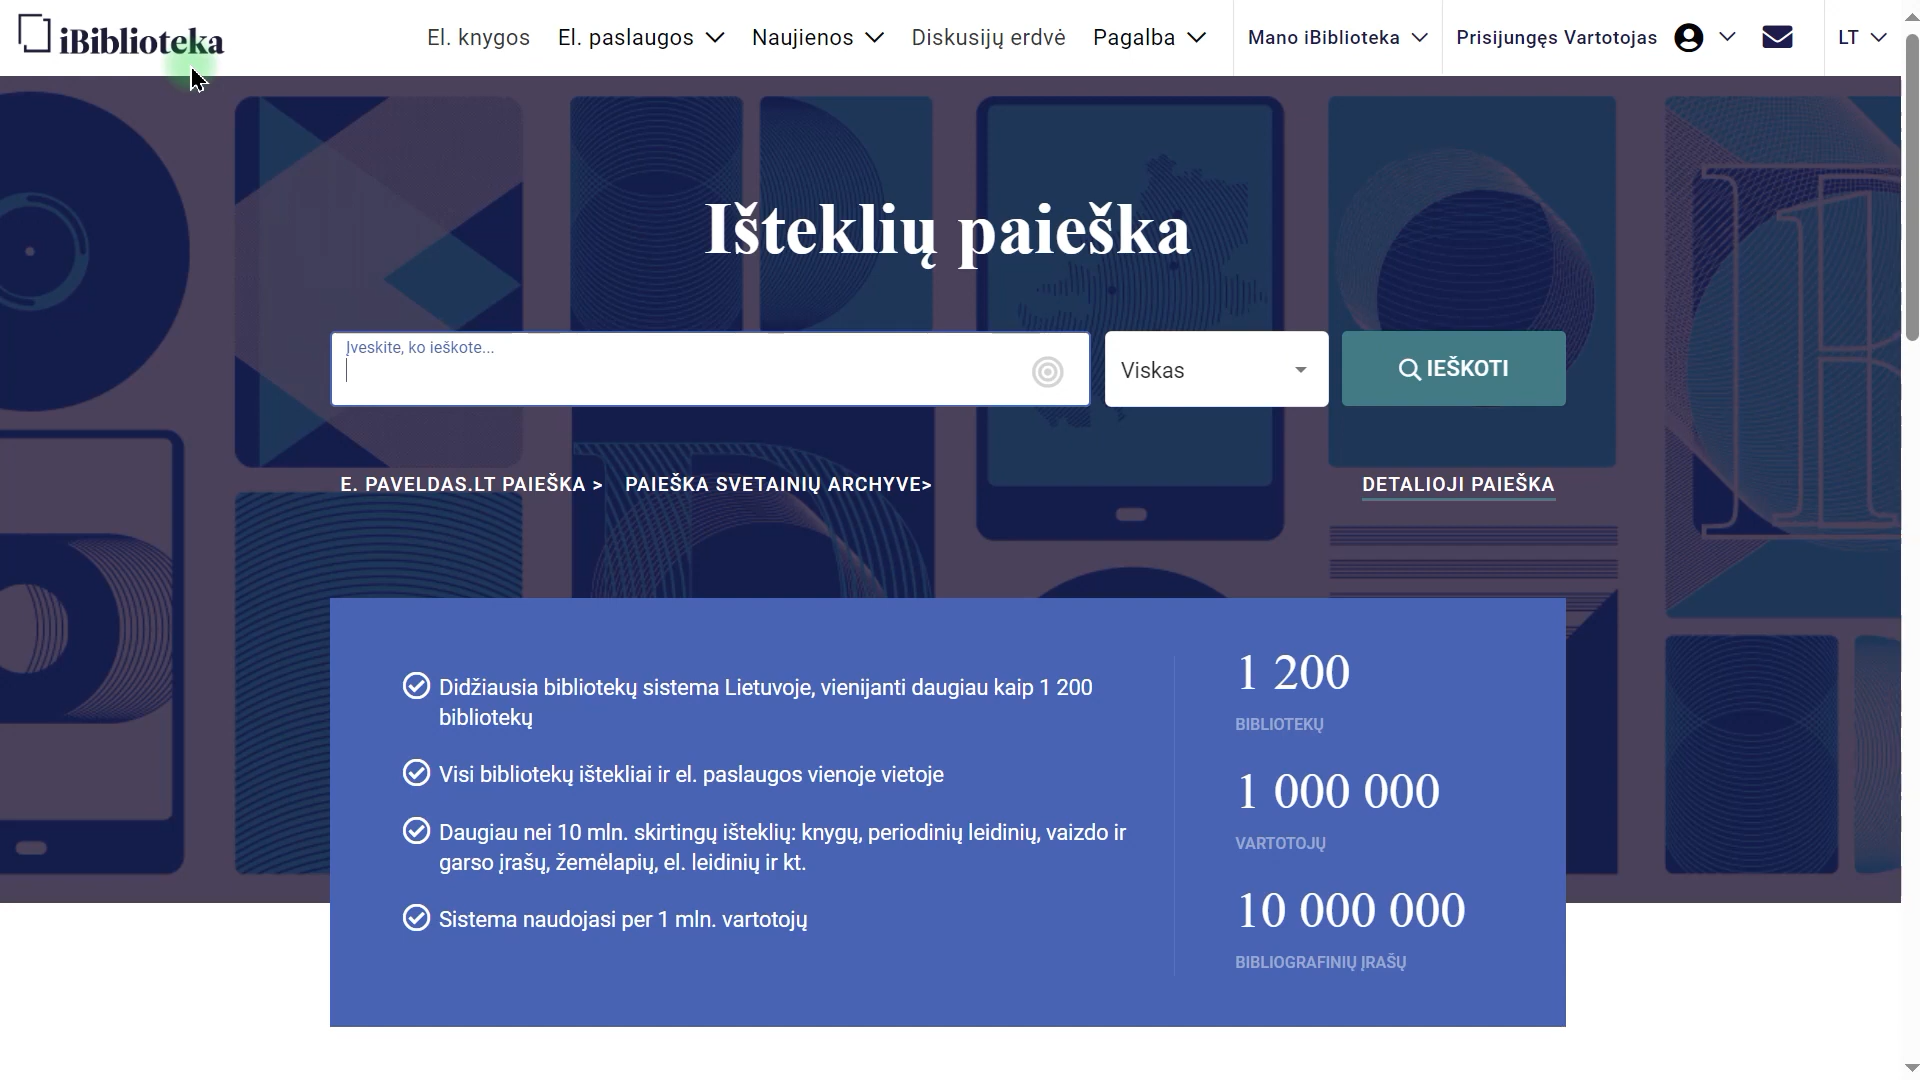 iBiblioteka
El. knygos
El. paslaugos
Naujienos
Diskusijų erdvė
Pagalba
Mano iBiblioteka
Prisijungęs Vartotojas
LT
Išteklių paieška
Įveskite, ko ieškote...
Viskas
IEŠKOTI
E. PAVELDAS.LT PAIEŠKA >
PAIEŠKA SVETAINIŲ ARCHYVE>
DETALIOJI PAIEŠKA
Didžiausia bibliotekų sistema Lietuvoje, vienijanti daugiau kaip 1 200
bibliotekų
Visi bibliotekų ištekliai ir el. paslaugos vienoje vietoje
Daugiau nei 10 mln. skirtingų išteklių: knygų, periodinių leidinių, vaizdo ir
garso įrašų, žemėlapių, el. leidinių ir kt.
Sistema naudojasi per 1 mln. vartotojų
1 200
BIBLIOTEKŲ
1 000 000
VARTOTOJŲ
10 000 000
BIBLIOGRAFINIŲ ĮRAŠŲ